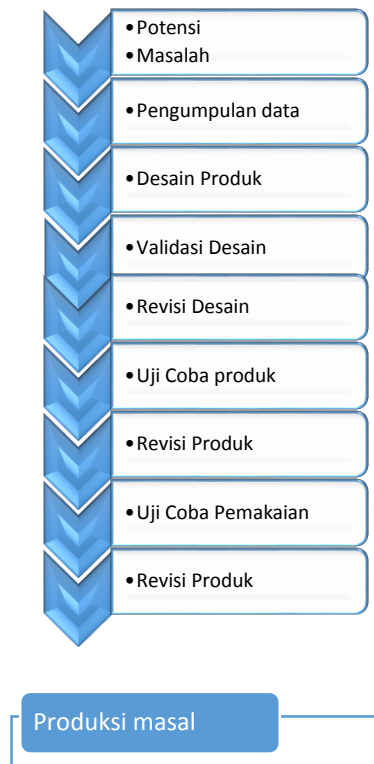 •Potensi
•Masalah
•Pengumpulan data
•Desain Produk
•Validasi Desain
•Revisi Desain
•Uji Coba produk
•Revisi Produk
•Uji Coba Pemakaian
•Revisi Produk
Produksi masal